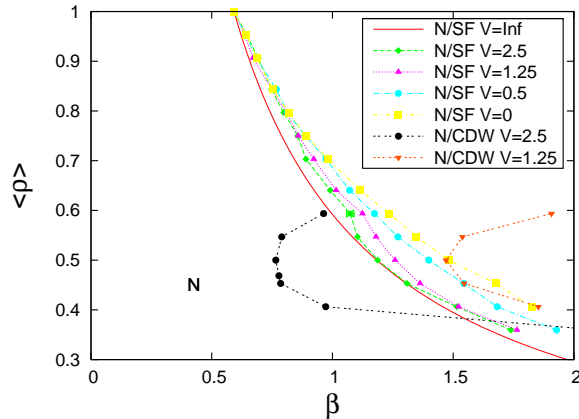 1
0.9
0.8
0.7
0.6
0.5
0.4
0.3
<ρ>
N/SF V=Inf
N/SF V=2.5
N/SF V=1.25
N/SF V=0.5
N/SF V=0
N/CDW V=2.5
N/CDW V=1.25
N
0
0.5
1
1.5
2
β